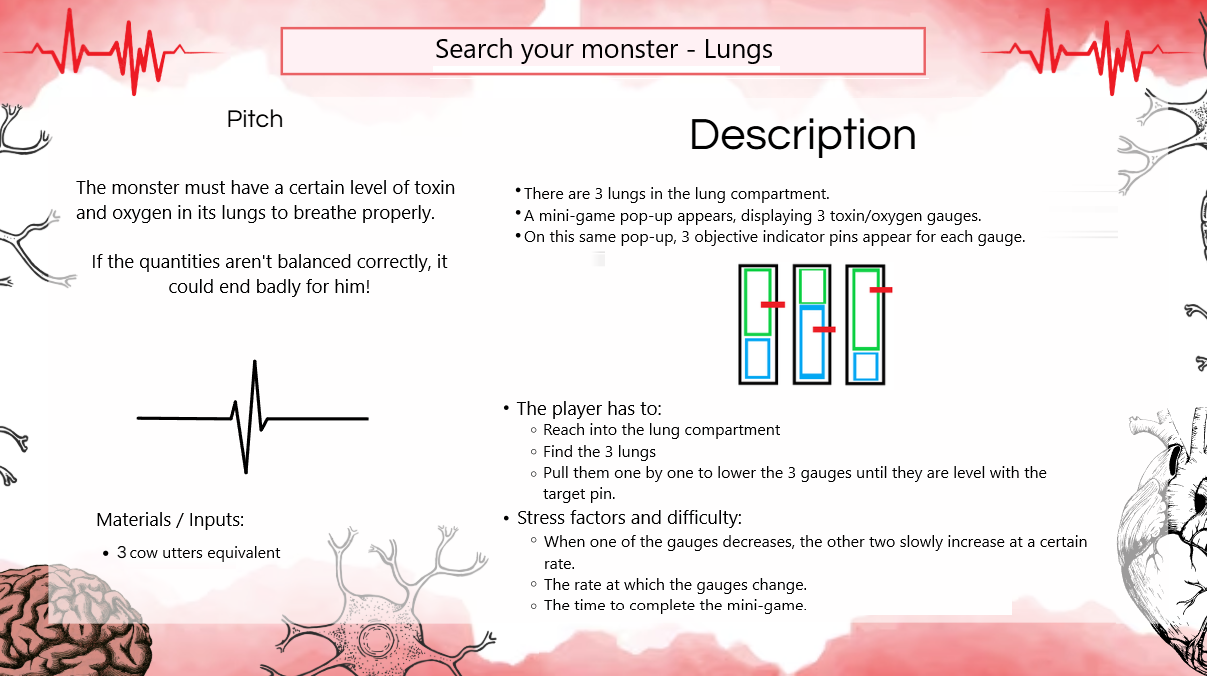 Search your monster - Lungs
Pitch
The monster must have a certain level of toxin
and oxygen in its lungs to breathe properly.
If the quantities aren't balanced correctly, it
could end badly for him!
Materials / Inputs:
• 3 cow utters equivalent
Description
• There are 3 lungs in the lung compartment.
• A mini-game pop-up appears, displaying 3 toxin/oxygen gauges.
• On this same pop-up, 3 objective indicator pins appear for each gauge.
• The player has to:
○ Reach into the lung compartment
○ Find the 3 lungs
○ Pull them one by one to lower the 3 gauges until they are level with the
target pin.
• Stress factors and difficulty:
○ When one of the gauges decreases, the other two slowly increase at a certain
rate.
○ The rate at which the gauges change.
○ The time to complete the mini-game.